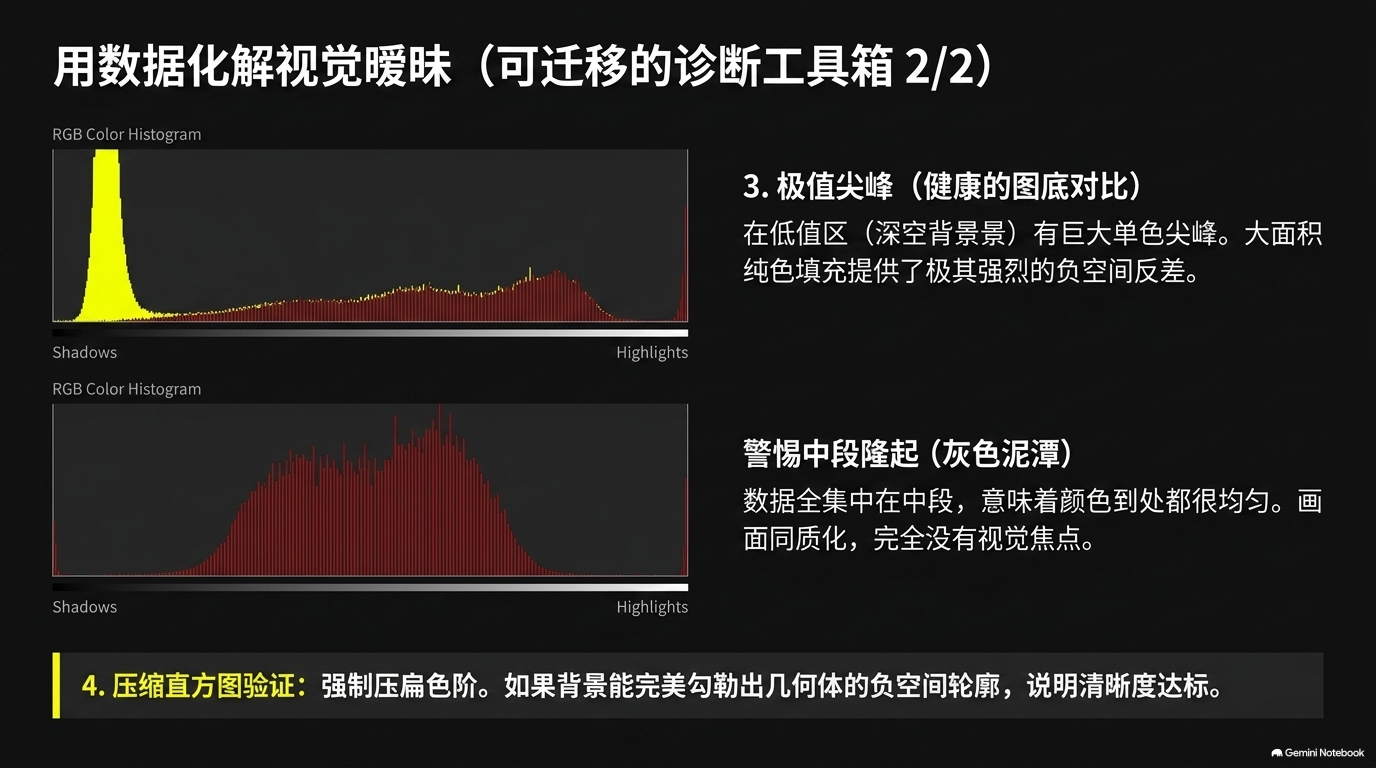 用数据化解视觉暧昧（可迁移的诊断工具箱 2/2）
RGB Color Histogram
Shadows
Highlights
3. 极值尖峰（健康的图底对比）
在低值区（深空背景景）有巨大单色尖峰。大面积
纯色填充提供了极其强烈的负空间反差。
RGB Color Histogram
Shadows
Highlights
警惕中段隆起（灰色泥潭）
数据全集中在中段，意味着颜色到处都很均匀。画
面同质化，完全没有视觉焦点。
4. 压缩直方图验证：强制压扁色阶。如果背景能完美勾勒出几何体的负空间轮廓，说明清晰度达标。
Gemini Notebook